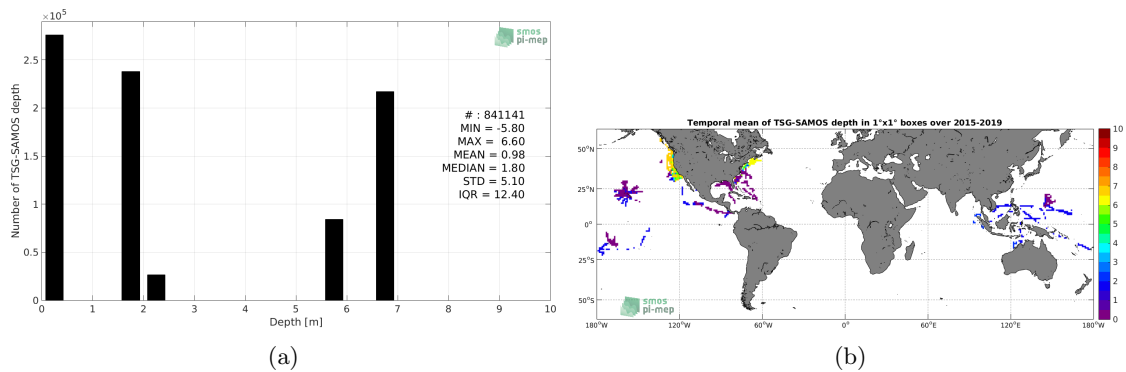 ×10⁵
smos
pi-mep
2.5
2
1.5
1
0.5
0
Number of TSG-SAMOS depth
# : 841141
MIN = -5.80
MAX = 6.60
MEAN = 0.98
MEDIAN = 1.80
STD = 5.10
IQR = 12.40
0 1 2 3 4 5 6 7 8 9 10
Depth [m]
(a)
Temporal mean of TSG-SAMOS depth in 1°x1° boxes over 2015-2019
50°N
25°N
0°
25°S
50°S
smos
pi-mep
180°W 120°W 60°W 0° 60°E 120°E 180°W
10
9
8
7
6
5
4
3
2
1
0
(b)